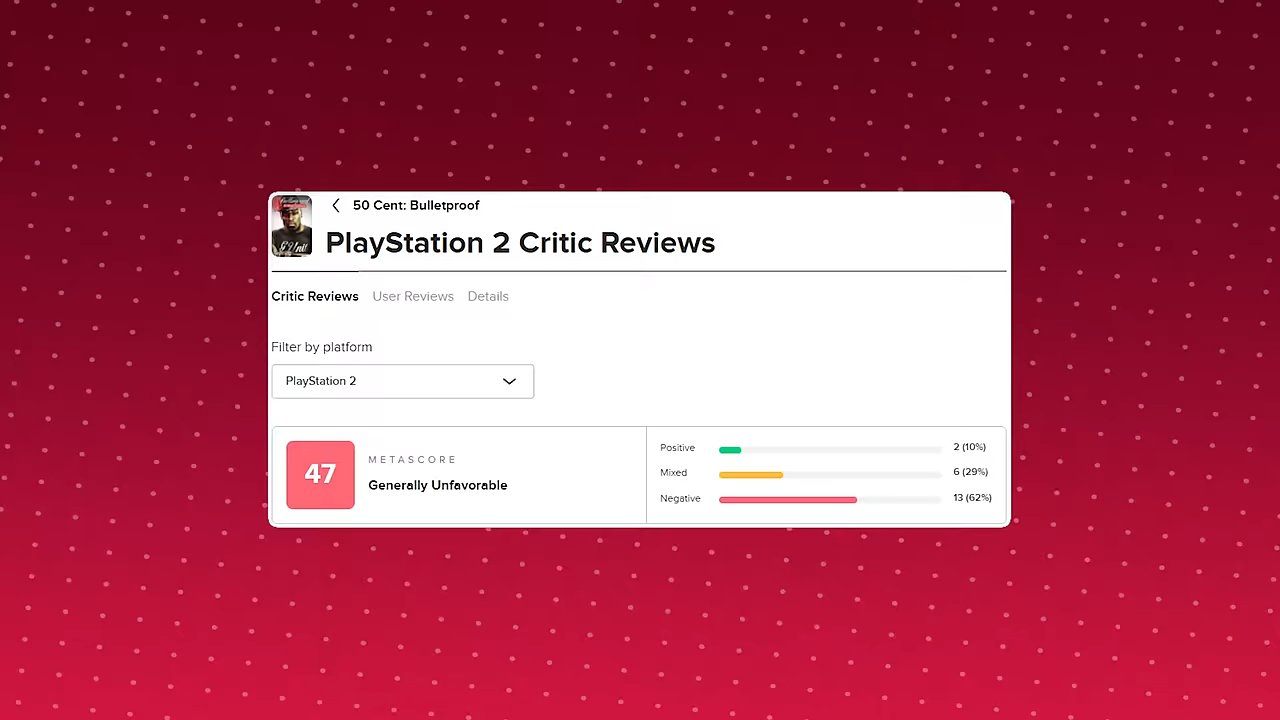 50 Cent: Bulletproof
PlayStation 2 Critic Reviews
Critic Reviews User Reviews Details
Filter by platform
PlayStation 2
47
METASCORE
Generally Unfavorable
Positive 2 (10%)
Mixed 6 (29%)
Negative 13 (62%)